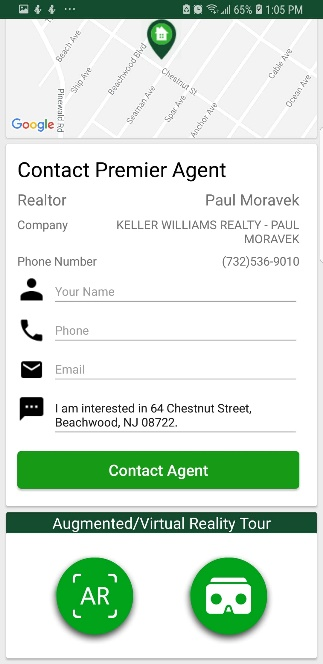 65% 1:05 PM
Beach Ave
Ship Ave
Beachwood Blvd
Chestnut St
Seaman Ave
Spar Ave
Anchor Ave
Cable Ave
Ocean Ave
Pinewald Rd
Google
Contact Premier Agent
Realtor Paul Moravek
Company KELLER WILLIAMS REALTY - PAUL
MORAVEK
Phone Number (732)536-9010
Your Name
Phone
Email
I am interested in 64 Chestnut Street,
Beachwood, NJ 08722.
Contact Agent
Augmented/Virtual Reality Tour
AR